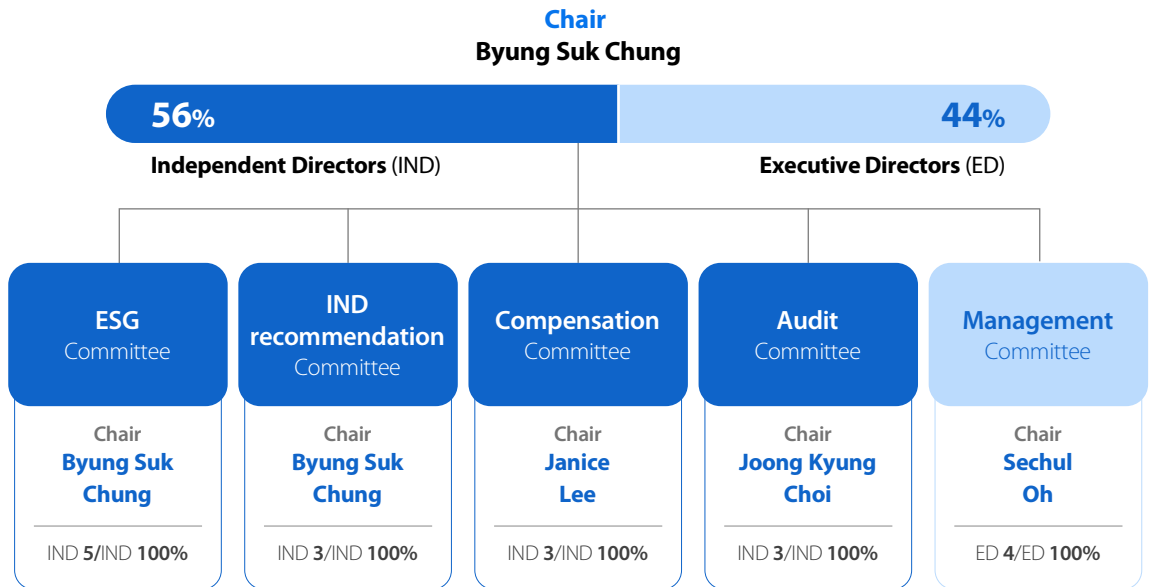 Chair
Byung Suk Chung
56%
44%
Independent Directors (IND)
Executive Directors (ED)
ESG
Committee
Chair
Byung Suk
Chung
IND 5/IND 100%
IND
recommendation
Committee
Chair
Byung Suk
Chung
IND 3/IND 100%
Compensation
Committee
Chair
Janice
Lee
IND 3/IND 100%
Audit
Committee
Chair
Joong Kyung
Choi
IND 3/IND 100%
Management
Committee
Chair
Sechul
Oh
ED 4/ED 100%